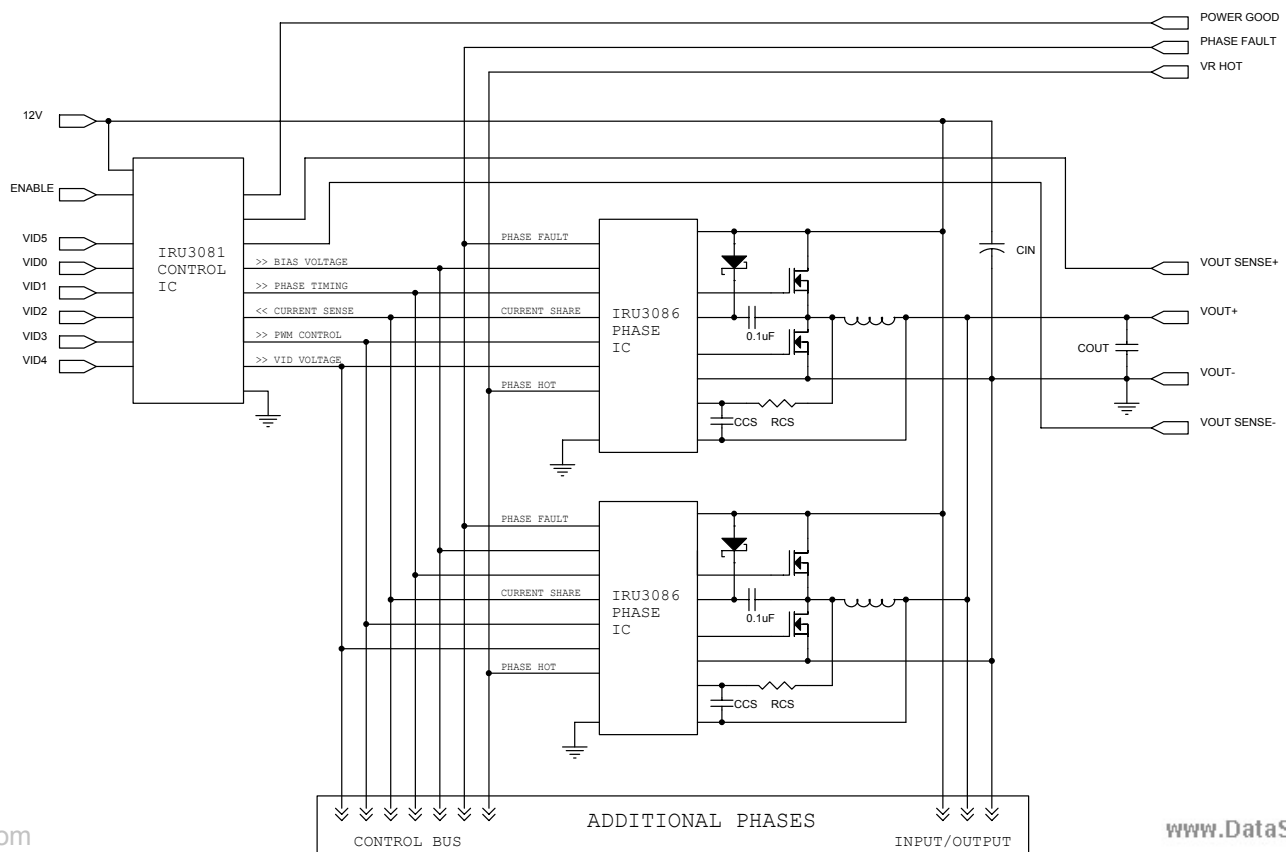 POWER GOOD
PHASE FAULT
VR HOT
12V
ENABLE
VID5
VID0
VID1
VID2
VID3
VID4
IRU3081
CONTROL
IC
>> BIAS VOLTAGE
>> PHASE TIMING
<< CURRENT SENSE
>> PWM CONTROL
>> VID VOLTAGE
PHASE FAULT
CURRENT SHARE
PHASE HOT
IRU3086
PHASE
IC
0.1uF
CCS RCS
CIN
COUT
VOUT SENSE+
VOUT+
VOUT-
VOUT SENSE-
PHASE FAULT
CURRENT SHARE
PHASE HOT
IRU3086
PHASE
IC
0.1uF
CCS RCS
ADDITIONAL PHASES
CONTROL BUS
INPUT/OUTPUT
om
www.DataS